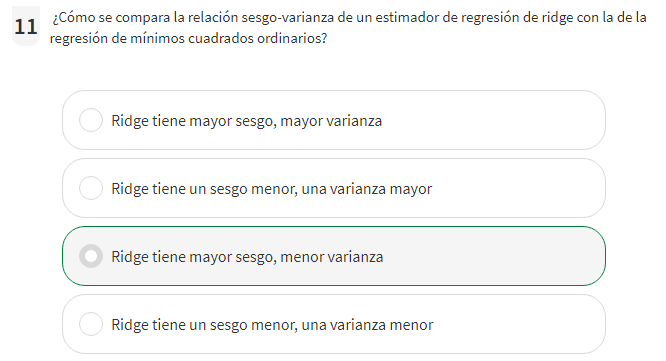 11
¿Cómo se compara la relación sesgo-varianza de un estimador de regresión de ridge con la de la
regresión de mínimos cuadrados ordinarios?
Ridge tiene mayor sesgo, mayor varianza
Ridge tiene un sesgo menor, una varianza mayor
Ridge tiene mayor sesgo, menor varianza
Ridge tiene un sesgo menor, una varianza menor